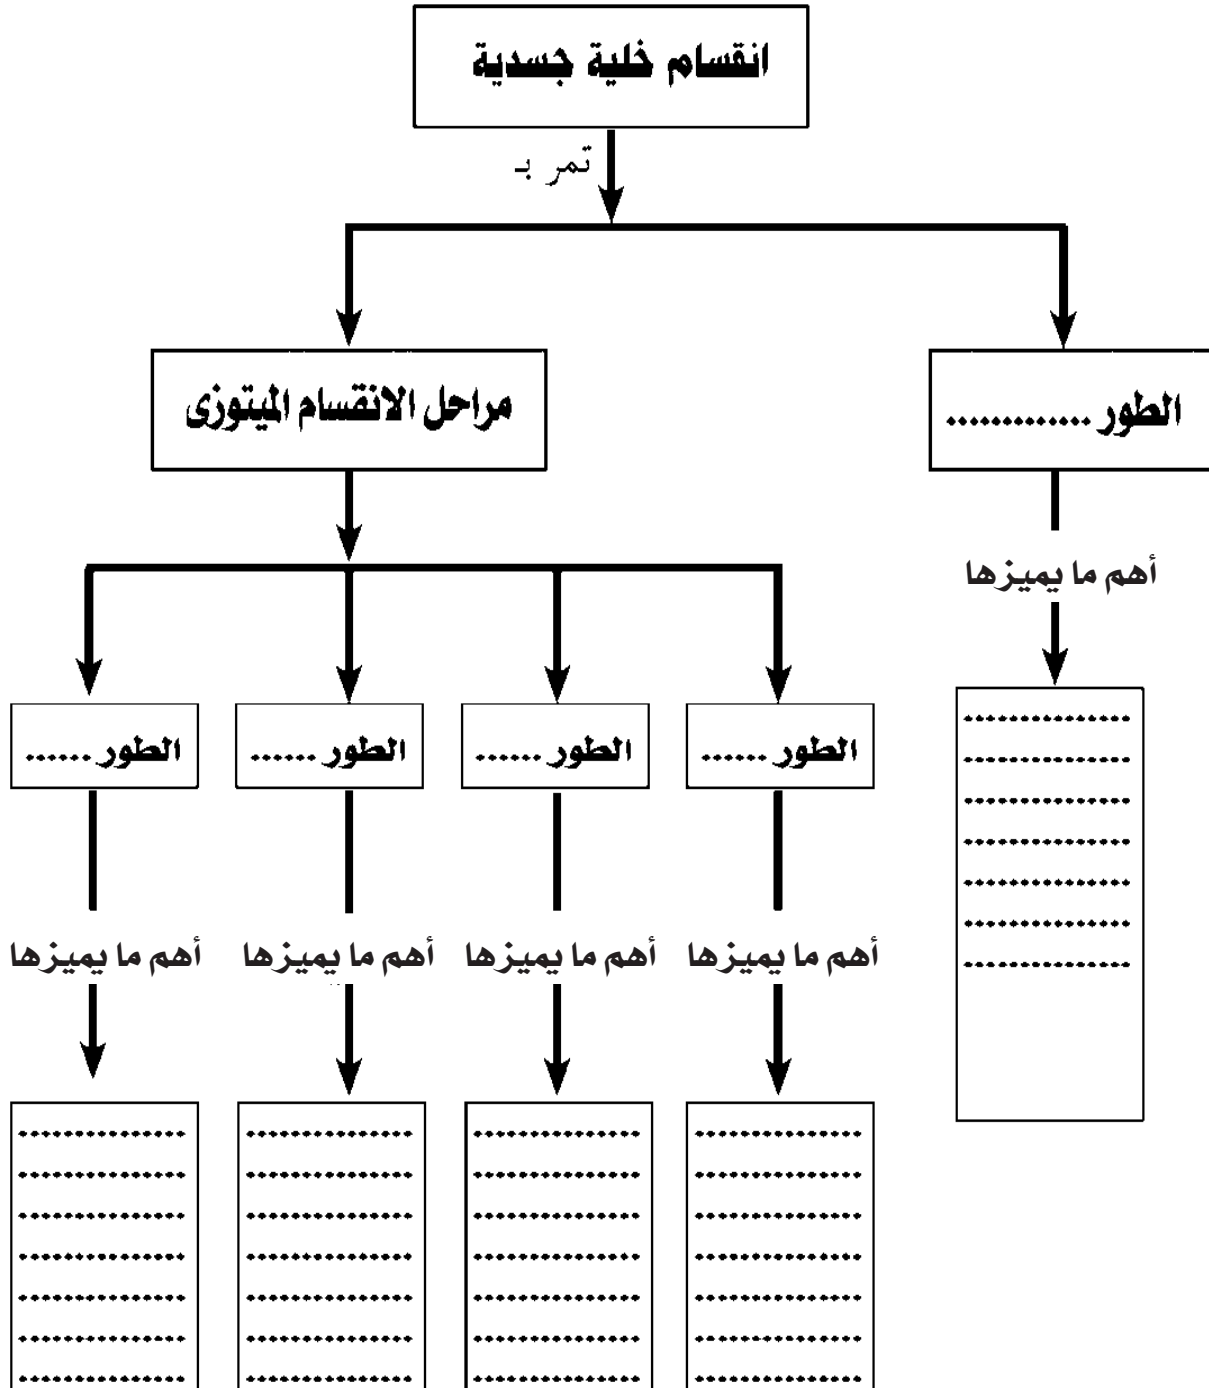 انقسام خلية جسدية
تمر بـ
الطور .............
مراحل الانقسام الميتوزى
أهم ما يميزها
الطور ......
الطور ......
الطور ......
الطور ......
أهم ما يميزها
أهم ما يميزها
أهم ما يميزها
أهم ما يميزها